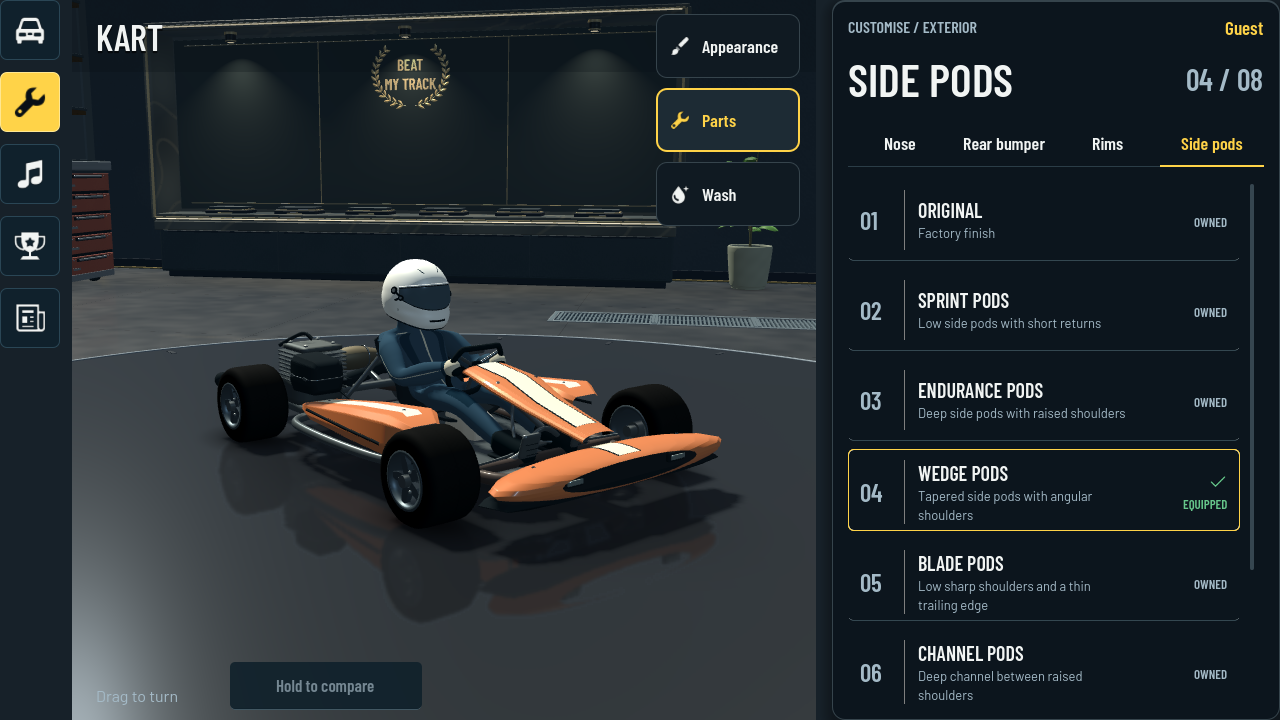 KART
BEAT
MY TRACK
Appearance
Parts
Wash
Drag to turn
Hold to compare
CUSTOMISE / EXTERIOR
Guest
SIDE PODS
04 / 08
Nose
Rear bumper
Rims
Side pods
01
ORIGINAL
Factory finish
OWNED
02
SPRINT PODS
Low side pods with short returns
OWNED
03
ENDURANCE PODS
Deep side pods with raised shoulders
OWNED
04
WEDGE PODS
Tapered side pods with angular
shoulders
EQUIPPED
05
BLADE PODS
Low sharp shoulders and a thin
trailing edge
OWNED
06
CHANNEL PODS
Deep channel between raised
shoulders
OWNED